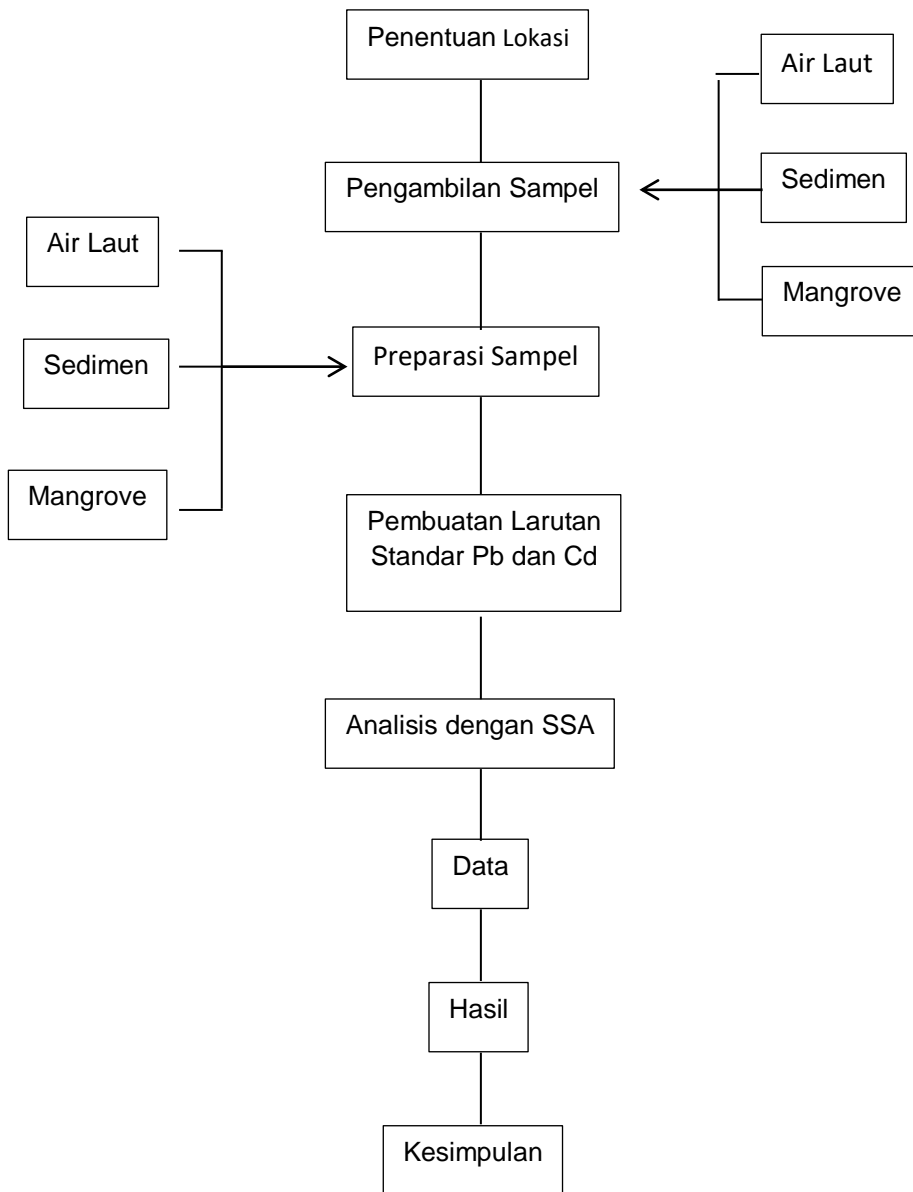 Penentuan Lokasi
Air Laut
Pengambilan Sampel
Sedimen
Mangrove
Air Laut
Sedimen
Mangrove
Preparasi Sampel
Pembuatan Larutan
Standar Pb dan Cd
Analisis dengan SSA
Data
Hasil
Kesimpulan